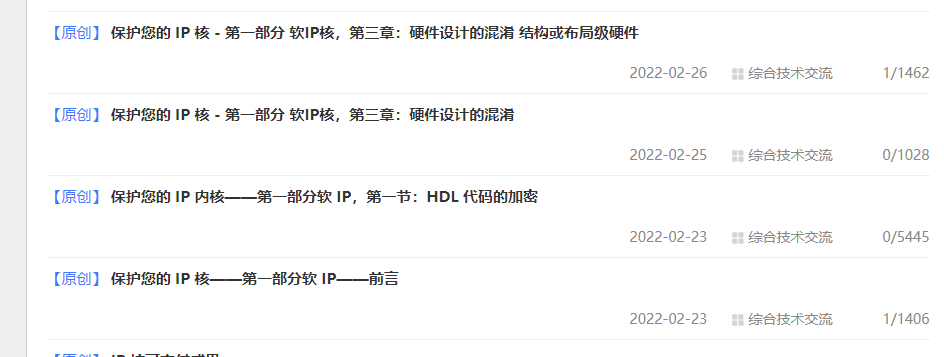 【原创】 保护您的 IP 核 - 第一部分 软IP核，第三章：硬件设计的混淆 结构或布局级硬件
2022-02-26 综合技术交流 1/1462
【原创】 保护您的 IP 核 - 第一部分 软IP核，第三章：硬件设计的混淆
2022-02-25 综合技术交流 0/1028
【原创】 保护您的 IP 内核——第一部分软 IP，第一节：HDL 代码的加密
2022-02-23 综合技术交流 0/5445
【原创】 保护您的 IP 核——第一部分软 IP——前言
2022-02-23 综合技术交流 1/1406